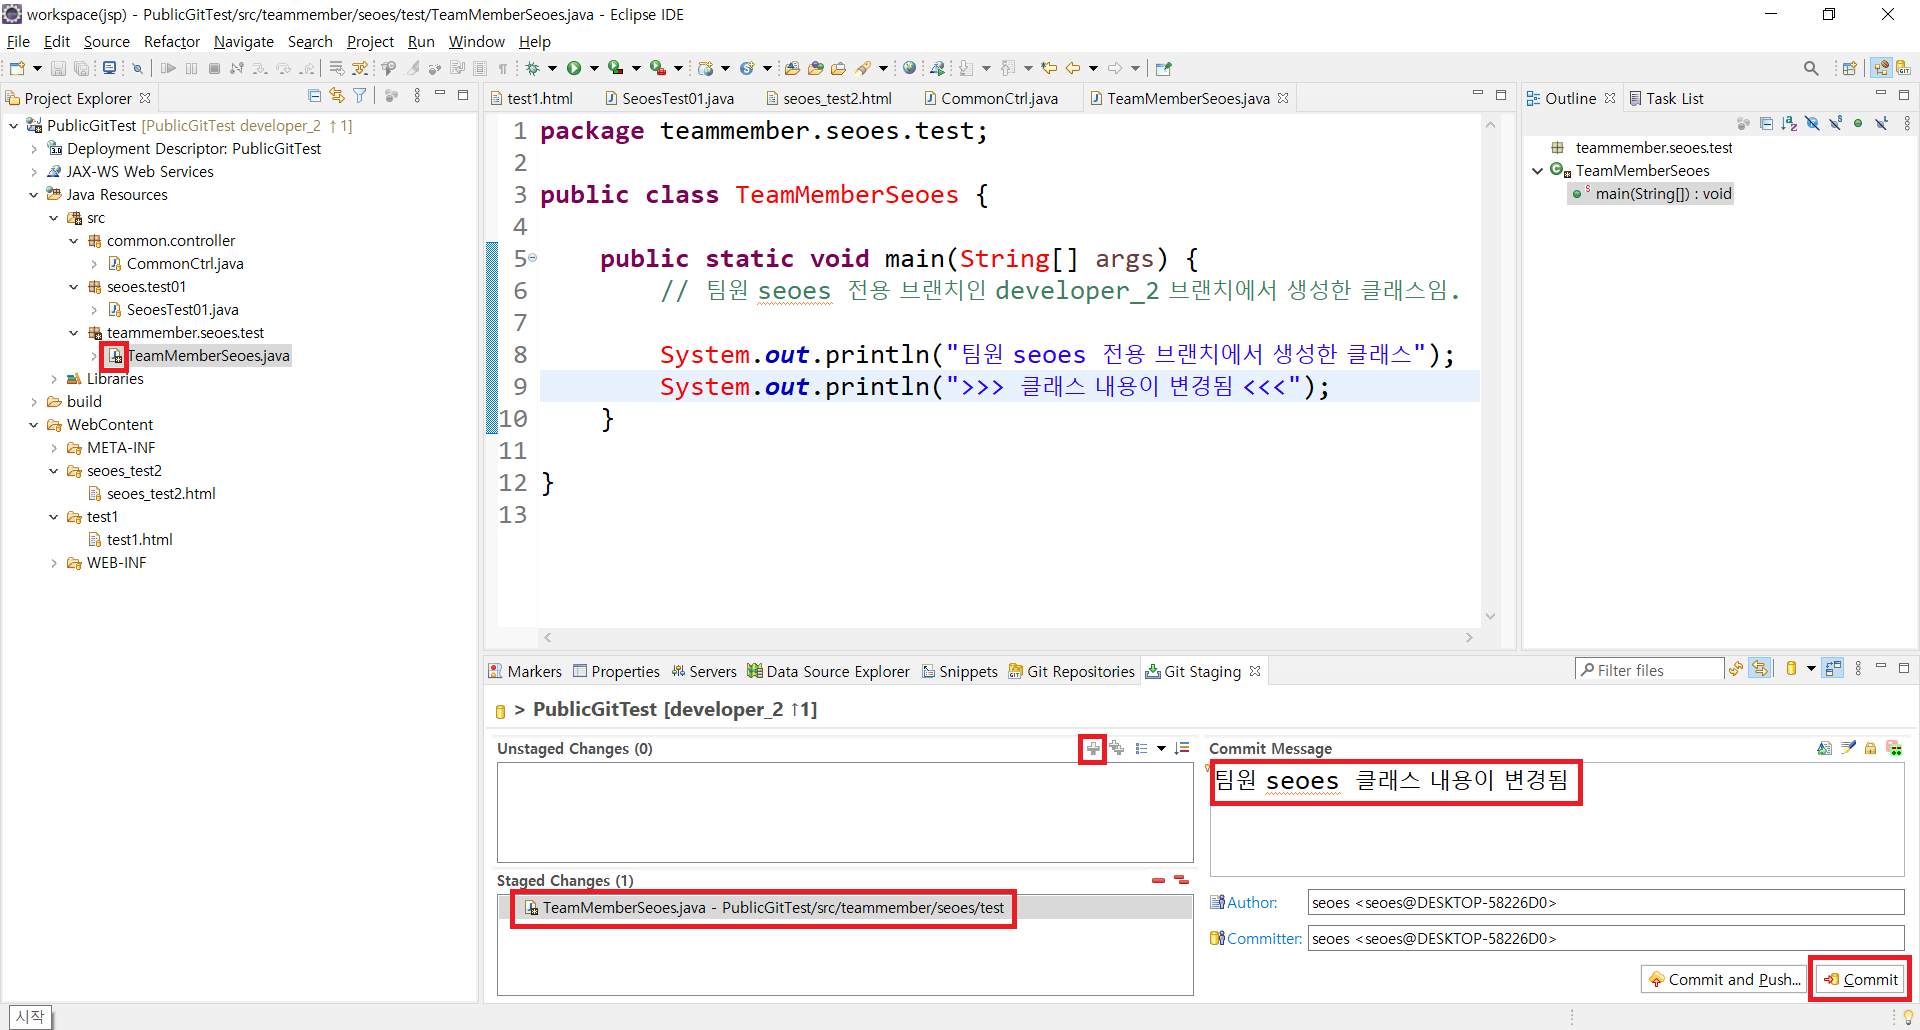 workspace(jsp) - PublicGitTest/src/teammember/seoes/test/TeamMemberSeoes.java - Eclipse IDE
File Edit Source Refactor Navigate Search Project Run Window Help
Project Explorer
PublicGitTest [PublicGitTest developer_2 ↑1]
Deployment Descriptor: PublicGitTest
JAX-WS Web Services
Java Resources
src
common.controller
CommonCtrl.java
seoes.test01
SeoesTest01.java
teammember.seoes.test
TeamMemberSeoes.java
Libraries
build
WebContent
META-INF
seoes_test2
seoes_test2.html
test1
test1.html
WEB-INF
test1.html SeoesTest01.java seoes_test2.html CommonCtrl.java TeamMemberSeoes.java
1 package teammember.seoes.test;
2
3 public class TeamMemberSeoes {
4
5 public static void main(String[] args) {
6 // 팀원 seoes 전용 브랜치인 developer_2 브랜치에서 생성한 클래스임.
7
8 System.out.println("팀원 seoes 전용 브랜치에서 생성한 클래스");
9 System.out.println(">>> 클래스 내용이 변경됨 <<<");
10 }
11
12 }
13
Outline Task List
teammember.seoes.test
TeamMemberSeoes
main(String[]) : void
Markers Properties Servers Data Source Explorer Snippets Git Repositories Git Staging
Filter files
> PublicGitTest [developer_2 ↑1]
Unstaged Changes (0)
Staged Changes (1)
TeamMemberSeoes.java - PublicGitTest/src/teammember/seoes/test
Commit Message
팀원 seoes 클래스 내용이 변경됨
Author: seoes <seoes@DESKTOP-58226D0>
Committer: seoes <seoes@DESKTOP-58226D0>
Commit and Push... Commit
시작